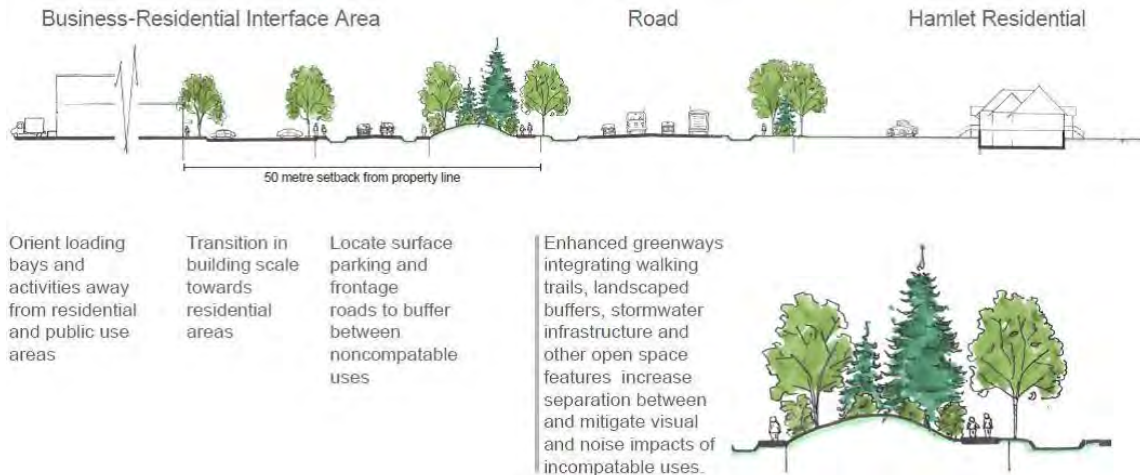 Business-Residential Interface Area
Road
Hamlet Residential
50 metre setback from property line
Orient loading
bays and
activities away
from residential
and public use
areas
Transition in
building scale
towards
residential
areas
Locate surface
parking and
frontage
roads to buffer
between
noncompatable
uses
Enhanced greenways
integrating walking
trails, landscaped
buffers, stormwater
infrastructure and
other open space
features increase
separation between
and mitigate visual
and noise impacts of
incompatable uses.